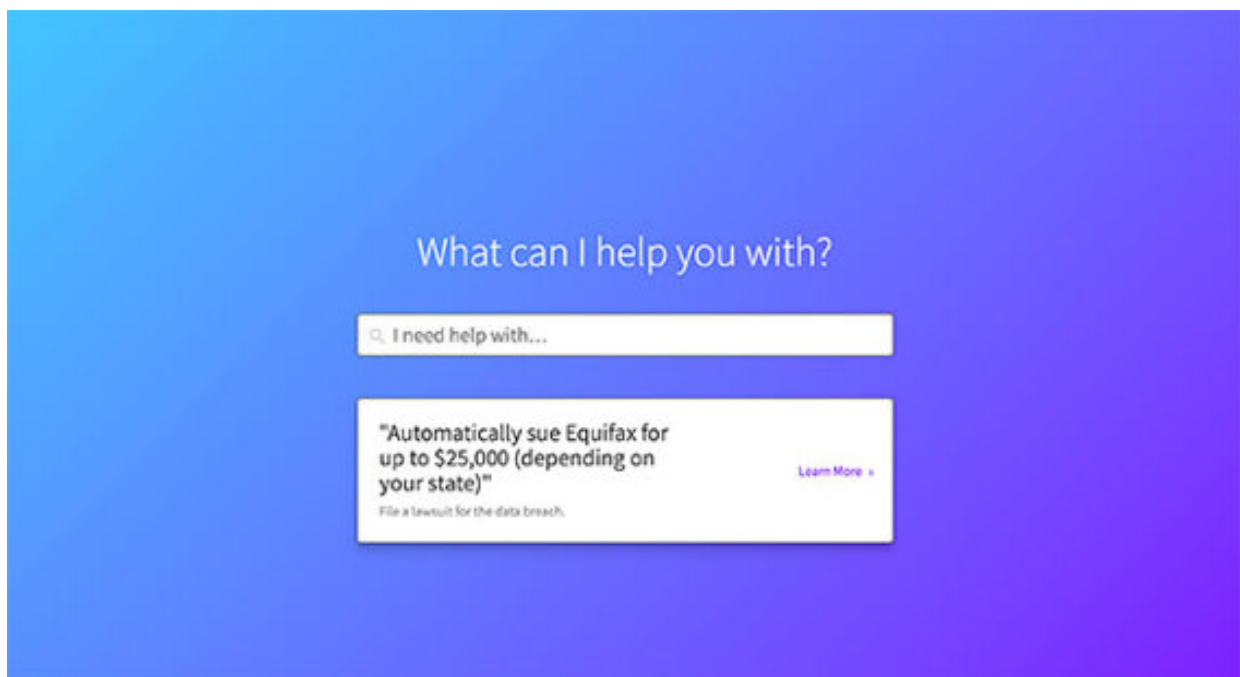 What can I help you with?
I need help with...
"Automatically sue Equifax for
up to $25,000 (depending on
your state)"
Learn More ›
File a lawsuit for the data breach.